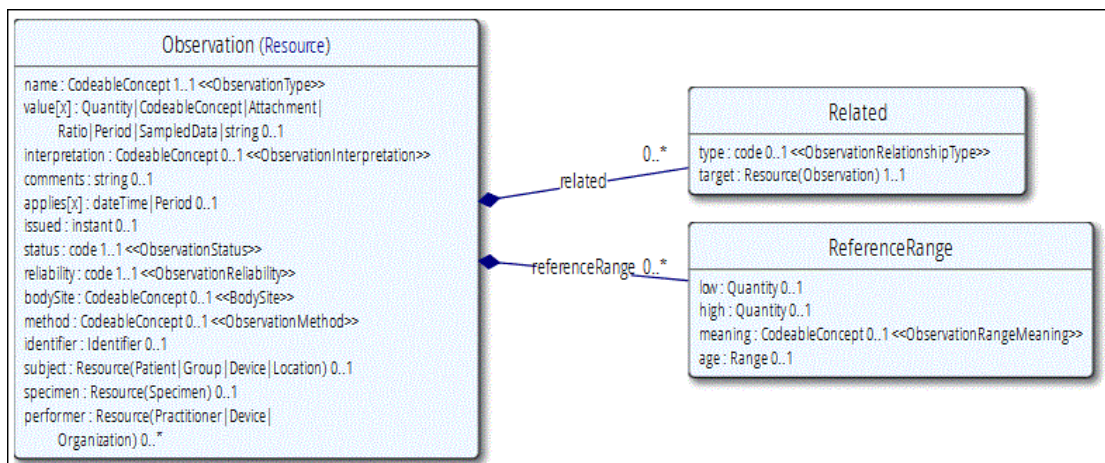 Observation (Resource)
name : CodeableConcept 1..1 <<ObservationType>>
value[x] : Quantity|CodeableConcept|Attachment|
Ratio|Period|SampledData|string 0..1
interpretation : CodeableConcept 0..1 <<ObservationInterpretation>>
comments : string 0..1
applies[x] : dateTime|Period 0..1
issued : instant 0..1
status : code 1..1 <<ObservationStatus>>
reliability : code 1..1 <<ObservationReliability>>
bodySite : CodeableConcept 0..1 <<BodySite>>
method : CodeableConcept 0..1 <<ObservationMethod>>
identifier : Identifier 0..1
subject : Resource(Patient|Group|Device|Location) 0..1
specimen : Resource(Specimen) 0..1
performer : Resource(Practitioner|Device|
Organization) 0..*
related
0..*
Related
type : code 0..1 <<ObservationRelationshipType>>
target : Resource(Observation) 1..1
referenceRange 0..*
ReferenceRange
low : Quantity 0..1
high : Quantity 0..1
meaning : CodeableConcept 0..1 <<ObservationRangeMeaning>>
age : Range 0..1